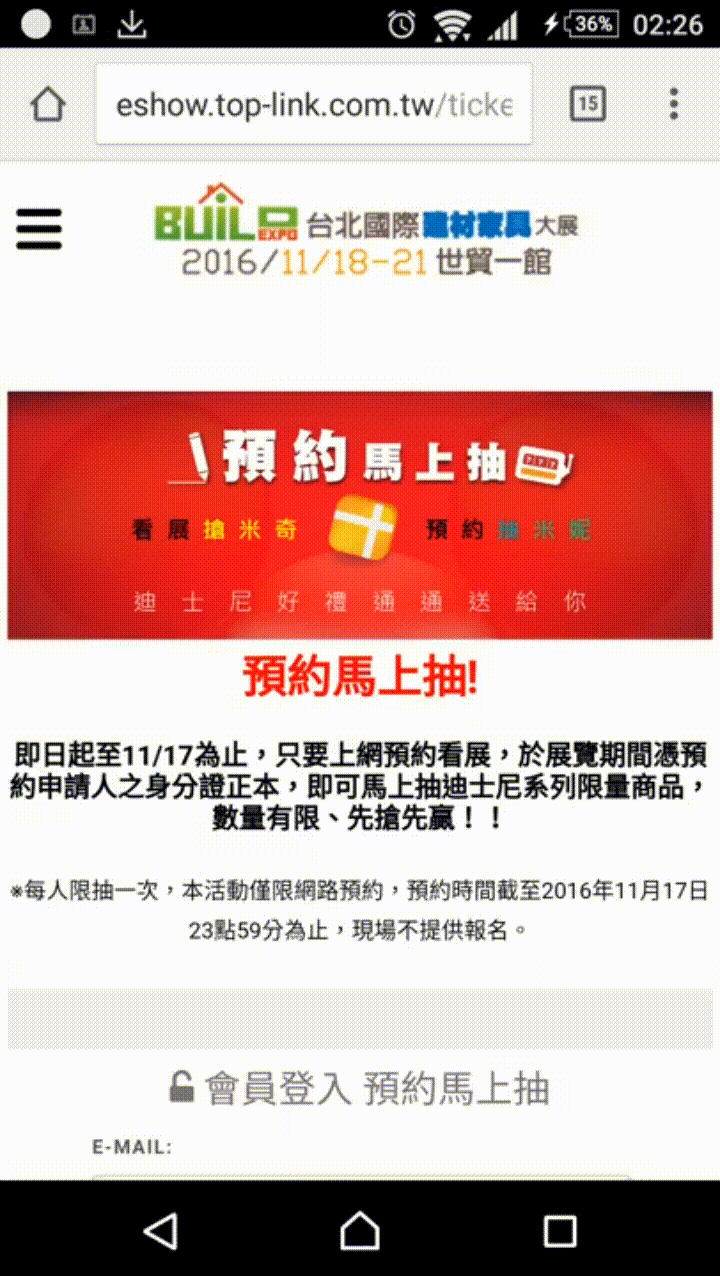 36% 02:26
eshow.top-link.com.tw/ticke
15
BUiLD EXPO 台北國際建材家具大展
2016/11/18-21 世貿一館
預約馬上抽
看展搶米奇 預約抽米妮
迪士尼好禮通通送給你
預約馬上抽!
即日起至11/17為止，只要上網預約看展，於展覽期間憑預
約申請人之身分證正本，即可馬上抽迪士尼系列限量商品，
數量有限、先搶先贏！！
※每人限抽一次，本活動僅限網路預約，預約時間截至2016年11月17日
23點59分為止，現場不提供報名。
會員登入 預約馬上抽
E-MAIL: